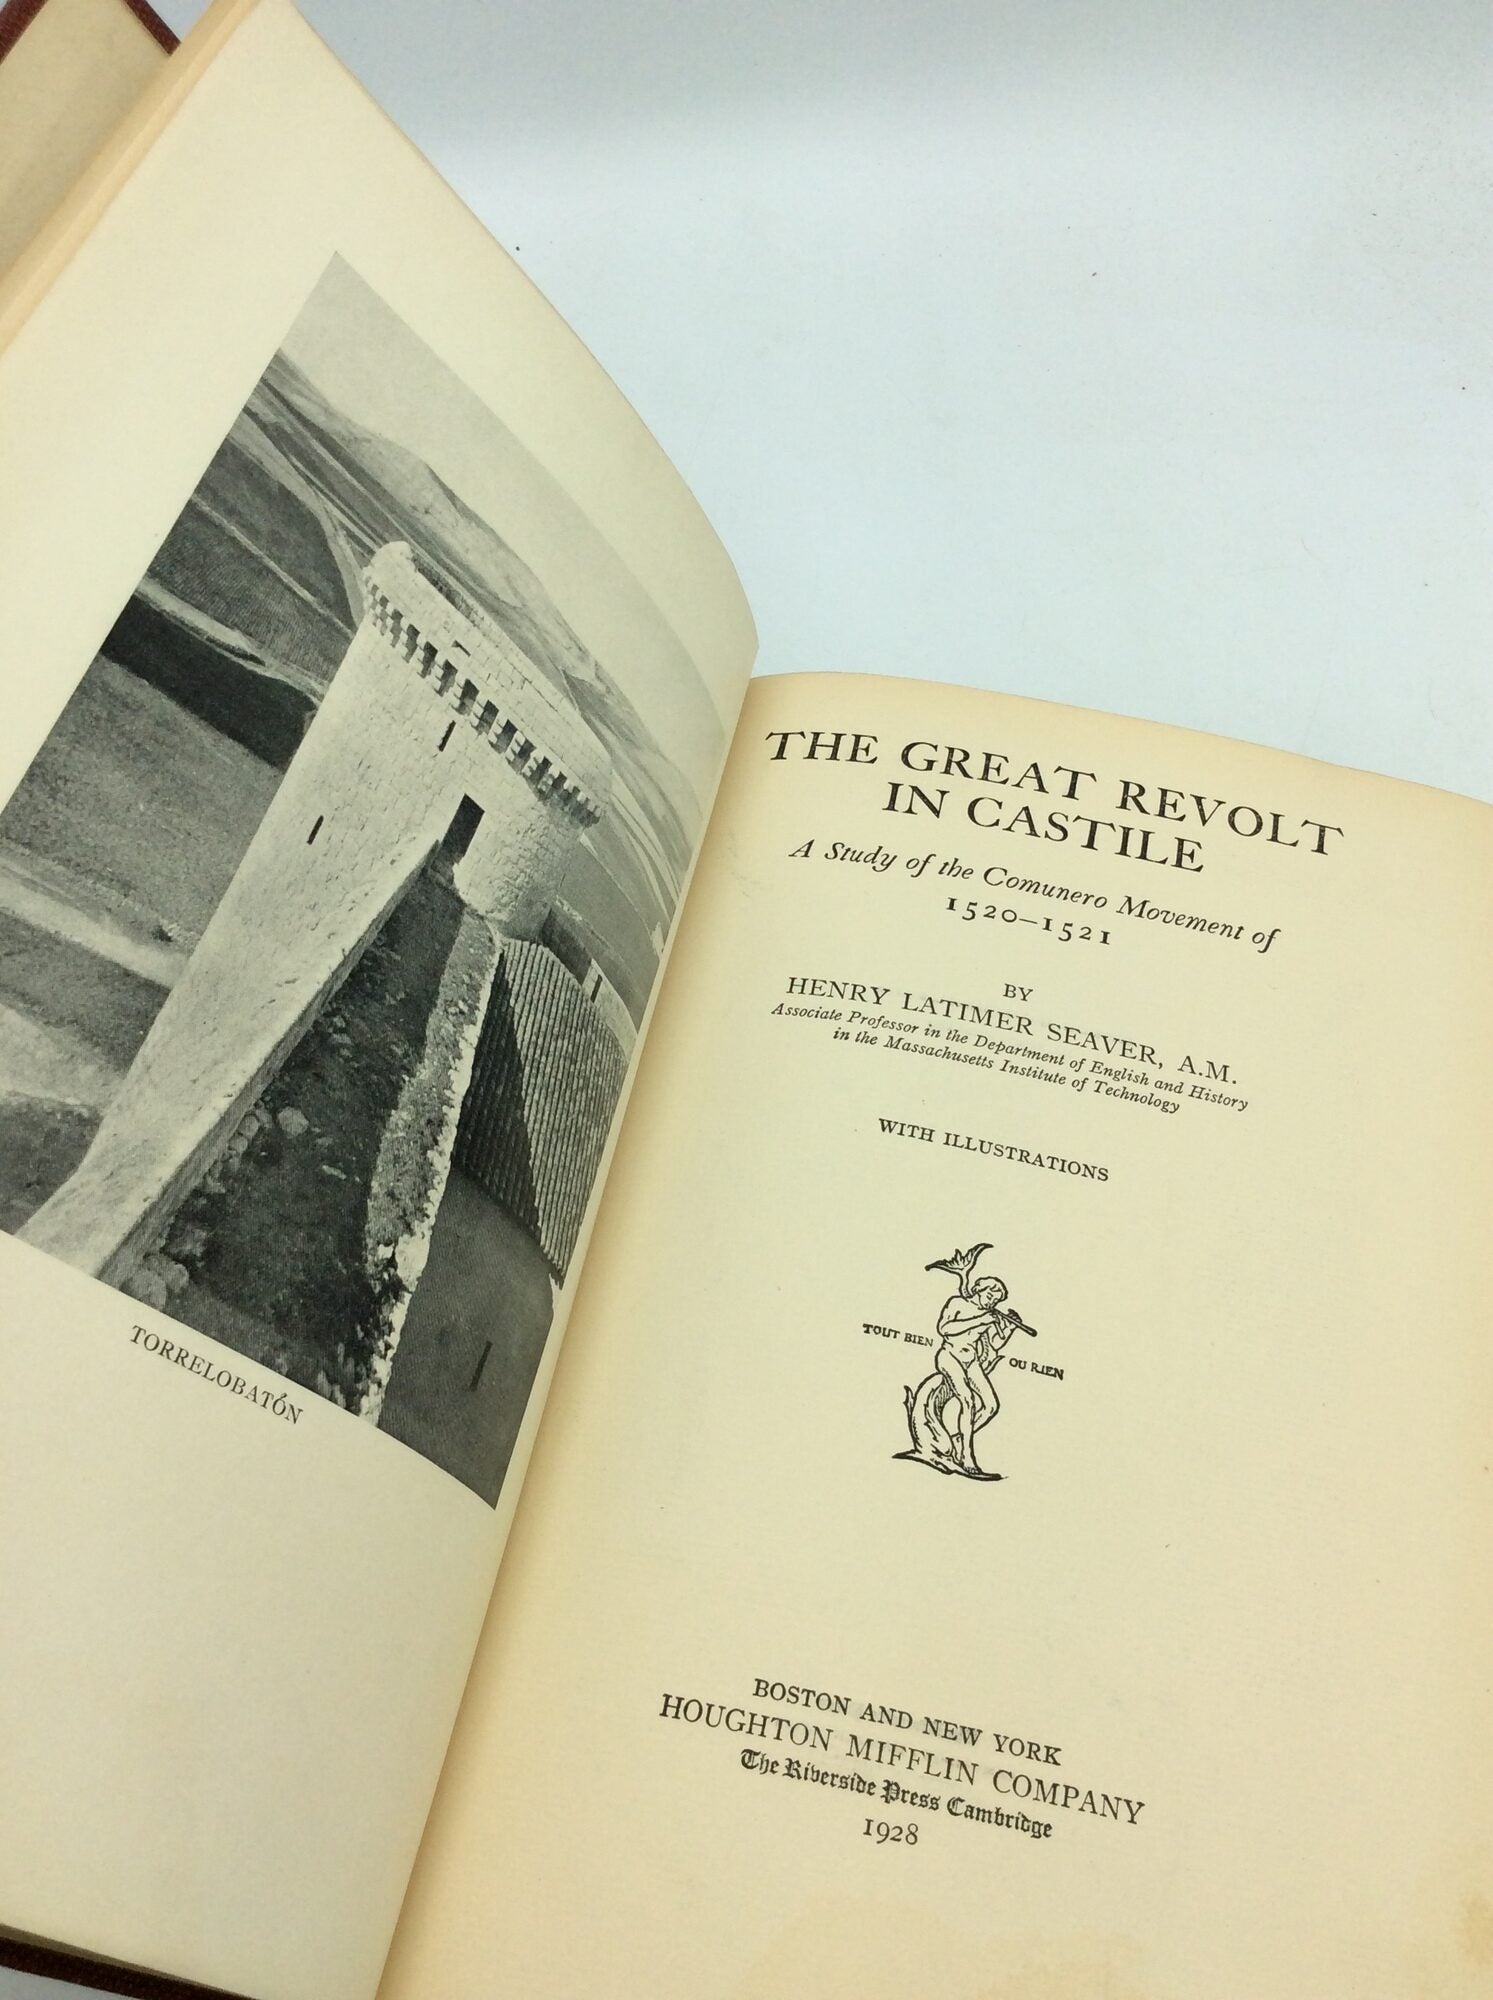 TORRELOBATÓN
THE GREAT REVOLT
IN CASTILE
A Study of the Comunero Movement of
1520–1521
BY
HENRY LATIMER SEAVER, A.M.
Associate Professor in the Department of English and History
in the Massachusetts Institute of Technology
WITH ILLUSTRATIONS
TOUT BIEN
OU RIEN
BOSTON AND NEW YORK
HOUGHTON MIFFLIN COMPANY
The Riverside Press Cambridge
1928